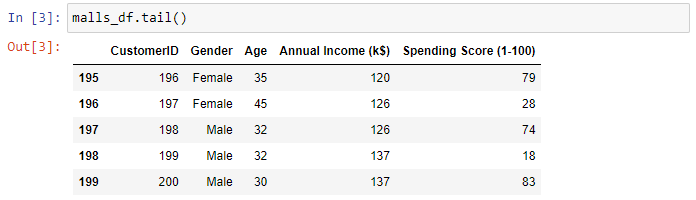 In [3]: malls_df.tail()
Out[3]:
CustomerID Gender Age Annual Income (k$) Spending Score (1-100)
195 196 Female 35 120 79
196 197 Female 45 126 28
197 198 Male 32 126 74
198 199 Male 32 137 18
199 200 Male 30 137 83